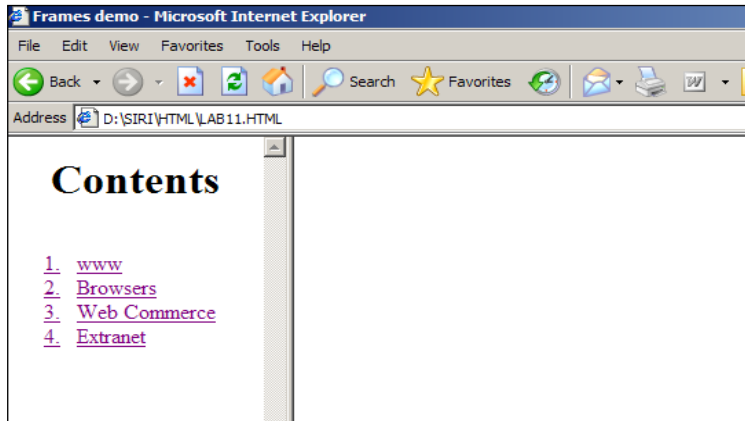 Frames demo - Microsoft Internet Explorer
File Edit View Favorites Tools Help
Back Search Favorites W
Address D:\SIRI\HTML\LAB11.HTML
Contents
1. www
2. Browsers
3. Web Commerce
4. Extranet